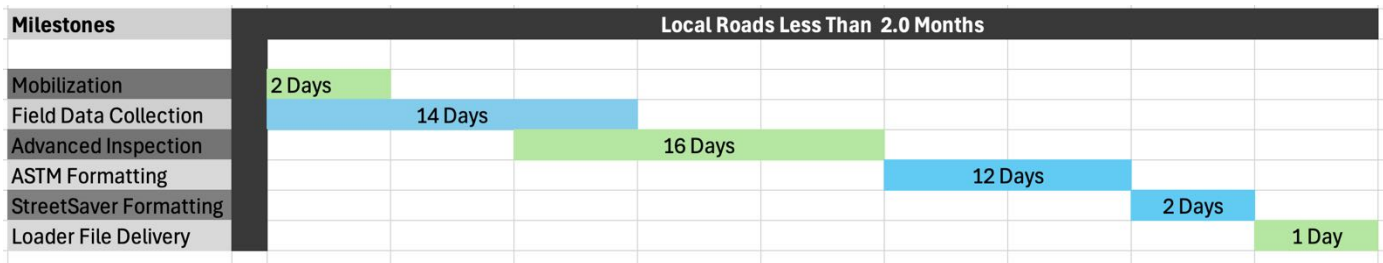 Milestones Local Roads Less Than  2.0 Months
Mobilization 2 Days
Field Data Collection 14 Days
Advanced Inspection 16 Days
ASTM Formatting 12 Days
StreetSaver Formatting 2 Days
Loader File Delivery 1 Day